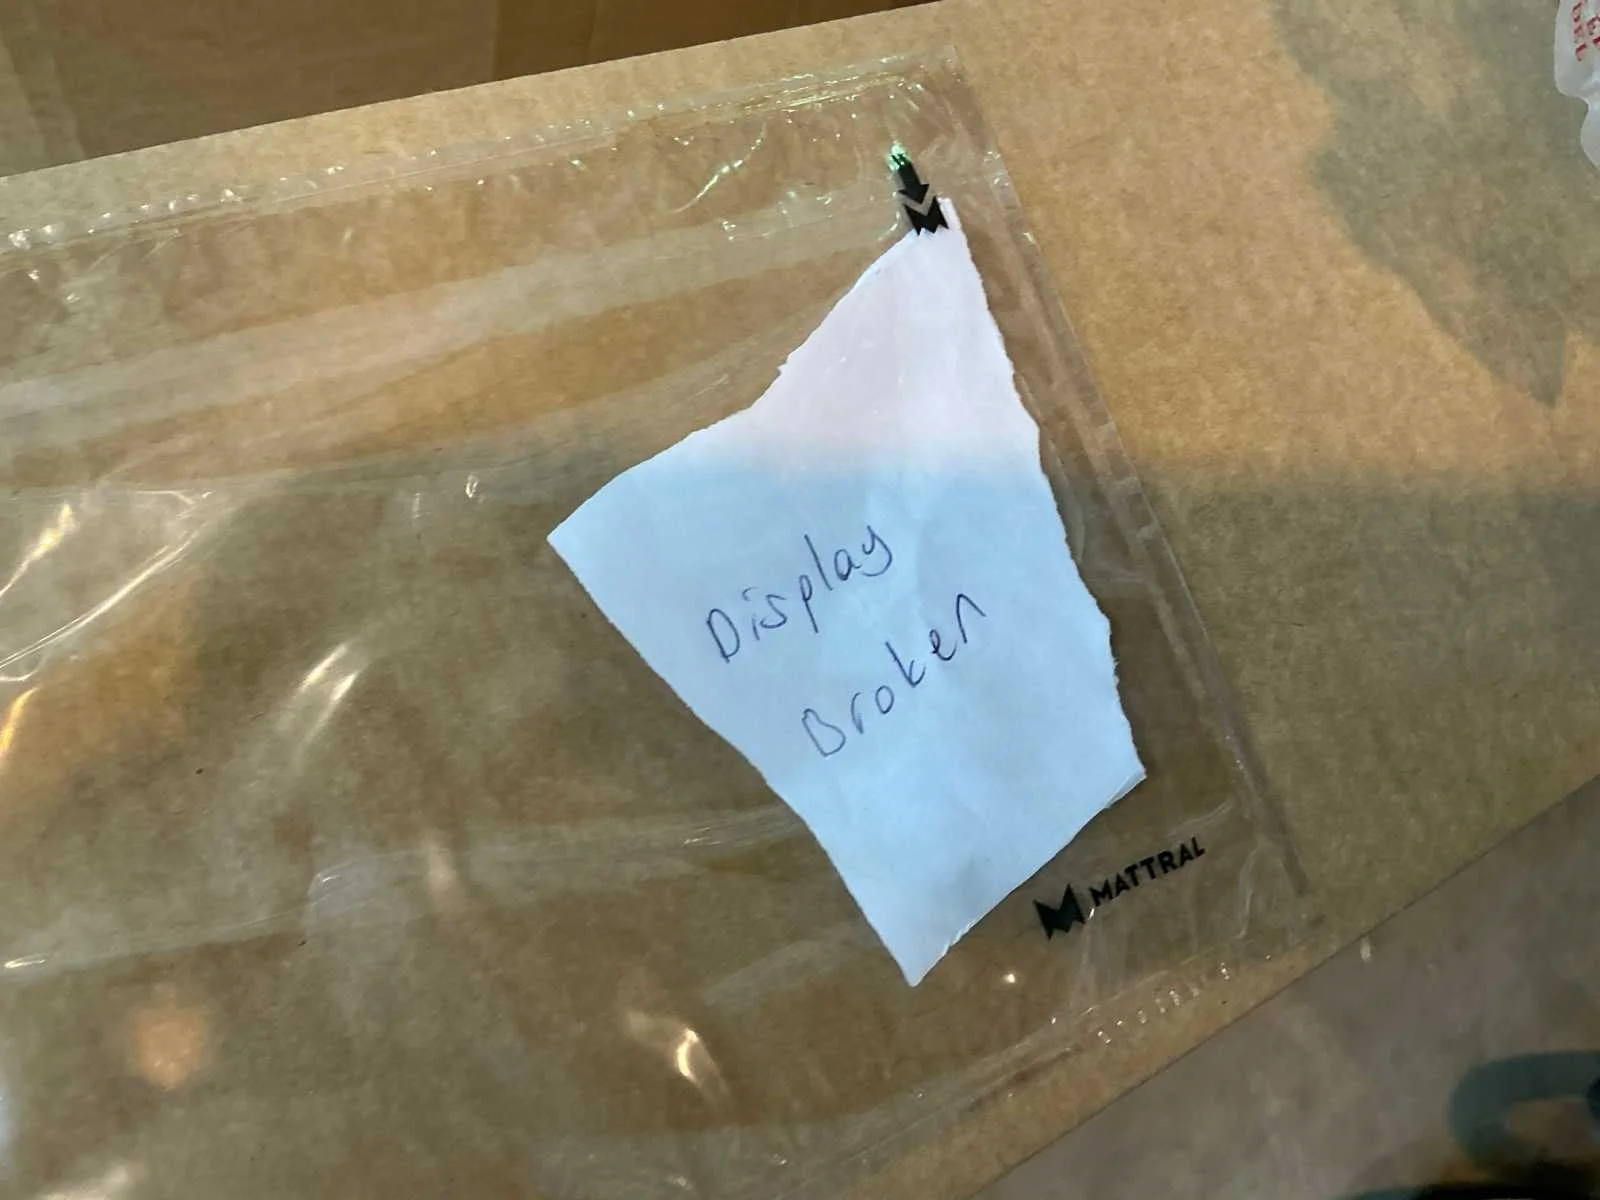 Display
Broken
MATTRAL